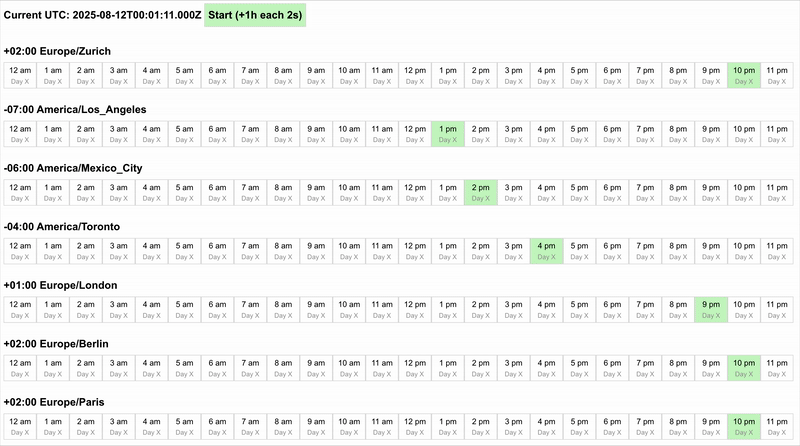 Current UTC: 2025-08-12T00:01:11.000Z Start (+1h each 2s)
+02:00 Europe/Zurich
12 am 1 am 2 am 3 am 4 am 5 am 6 am 7 am 8 am 9 am 10 am 11 am 12 pm 1 pm 2 pm 3 pm 4 pm 5 pm 6 pm 7 pm 8 pm 9 pm 10 pm 11 pm
Day X Day X Day X Day X Day X Day X Day X Day X Day X Day X Day X Day X Day X Day X Day X Day X Day X Day X Day X Day X Day X Day X Day X Day X
-07:00 America/Los_Angeles
12 am 1 am 2 am 3 am 4 am 5 am 6 am 7 am 8 am 9 am 10 am 11 am 12 pm 1 pm 2 pm 3 pm 4 pm 5 pm 6 pm 7 pm 8 pm 9 pm 10 pm 11 pm
Day X Day X Day X Day X Day X Day X Day X Day X Day X Day X Day X Day X Day X Day X Day X Day X Day X Day X Day X Day X Day X Day X Day X Day X
-06:00 America/Mexico_City
12 am 1 am 2 am 3 am 4 am 5 am 6 am 7 am 8 am 9 am 10 am 11 am 12 pm 1 pm 2 pm 3 pm 4 pm 5 pm 6 pm 7 pm 8 pm 9 pm 10 pm 11 pm
Day X Day X Day X Day X Day X Day X Day X Day X Day X Day X Day X Day X Day X Day X Day X Day X Day X Day X Day X Day X Day X Day X Day X Day X
-04:00 America/Toronto
12 am 1 am 2 am 3 am 4 am 5 am 6 am 7 am 8 am 9 am 10 am 11 am 12 pm 1 pm 2 pm 3 pm 4 pm 5 pm 6 pm 7 pm 8 pm 9 pm 10 pm 11 pm
Day X Day X Day X Day X Day X Day X Day X Day X Day X Day X Day X Day X Day X Day X Day X Day X Day X Day X Day X Day X Day X Day X Day X Day X
+01:00 Europe/London
12 am 1 am 2 am 3 am 4 am 5 am 6 am 7 am 8 am 9 am 10 am 11 am 12 pm 1 pm 2 pm 3 pm 4 pm 5 pm 6 pm 7 pm 8 pm 9 pm 10 pm 11 pm
Day X Day X Day X Day X Day X Day X Day X Day X Day X Day X Day X Day X Day X Day X Day X Day X Day X Day X Day X Day X Day X Day X Day X Day X
+02:00 Europe/Berlin
12 am 1 am 2 am 3 am 4 am 5 am 6 am 7 am 8 am 9 am 10 am 11 am 12 pm 1 pm 2 pm 3 pm 4 pm 5 pm 6 pm 7 pm 8 pm 9 pm 10 pm 11 pm
Day X Day X Day X Day X Day X Day X Day X Day X Day X Day X Day X Day X Day X Day X Day X Day X Day X Day X Day X Day X Day X Day X Day X Day X
+02:00 Europe/Paris
12 am 1 am 2 am 3 am 4 am 5 am 6 am 7 am 8 am 9 am 10 am 11 am 12 pm 1 pm 2 pm 3 pm 4 pm 5 pm 6 pm 7 pm 8 pm 9 pm 10 pm 11 pm
Day X Day X Day X Day X Day X Day X Day X Day X Day X Day X Day X Day X Day X Day X Day X Day X Day X Day X Day X Day X Day X Day X Day X Day X